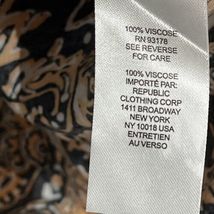 100% VISCOSE
RN 93178
SEE REVERSE
FOR CARE
100% VISCOSE
IMPORTÉ PAR:
REPUBLIC
CLOTHING CORP
1411 BROADWAY
NEW YORK
NY 10018 USA
ENTRETIEN
AU VERSO